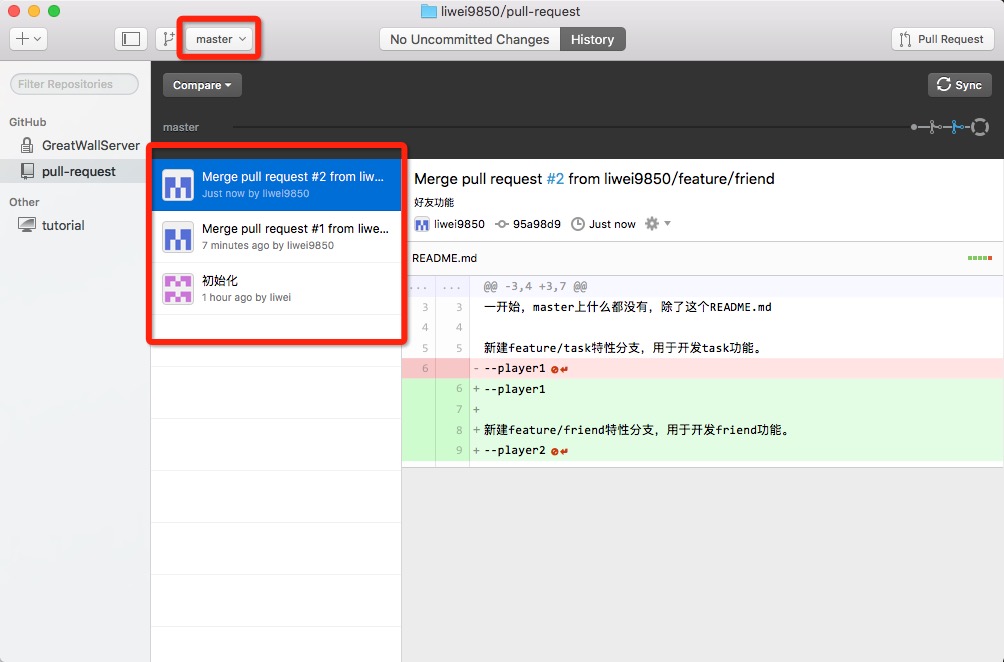 liwei9850/pull-request
master
No Uncommitted Changes
History
Pull Request
Filter Repositories
Compare
Sync
GitHub
master
GreatWallServer
pull-request
Other
tutorial
Merge pull request #2 from liw...
Just now by liwei9850
Merge pull request #1 from liwe...
7 minutes ago by liwei9850
初始化
1 hour ago by liwei
Merge pull request #2 from liwei9850/feature/friend
好友功能
liwei9850 95a98d9 Just now
README.md
... ... @@ -3,4 +3,7 @@
3 3 一开始，master上什么都没有，除了这个README.md
4 4
5 5 新建feature/task特性分支，用于开发task功能。
6 - --player1
6 + --player1
7 +
8 + 新建feature/friend特性分支，用于开发friend功能。
9 + --player2